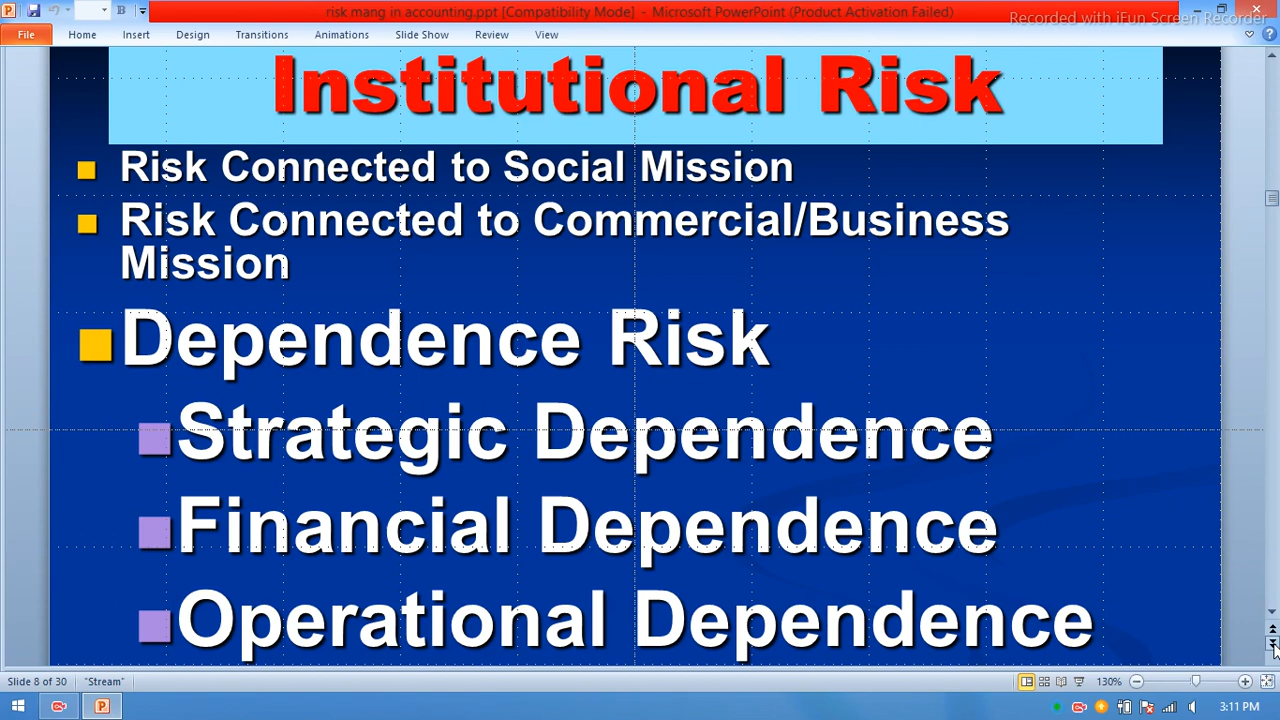 risk mang in accounting.ppt [Compatibility Mode] - Microsoft PowerPoint (Product Activation Failed)
Recorded with iFun Screen Recorder
File Home Insert Design Transitions Animations Slide Show Review View
Institutional Risk
Risk Connected to Social Mission
Risk Connected to Commercial/Business
Mission
Dependence Risk
Strategic Dependence
Financial Dependence
Operational Dependence
Slide 8 of 30 "Stream" 130%
3:11 PM